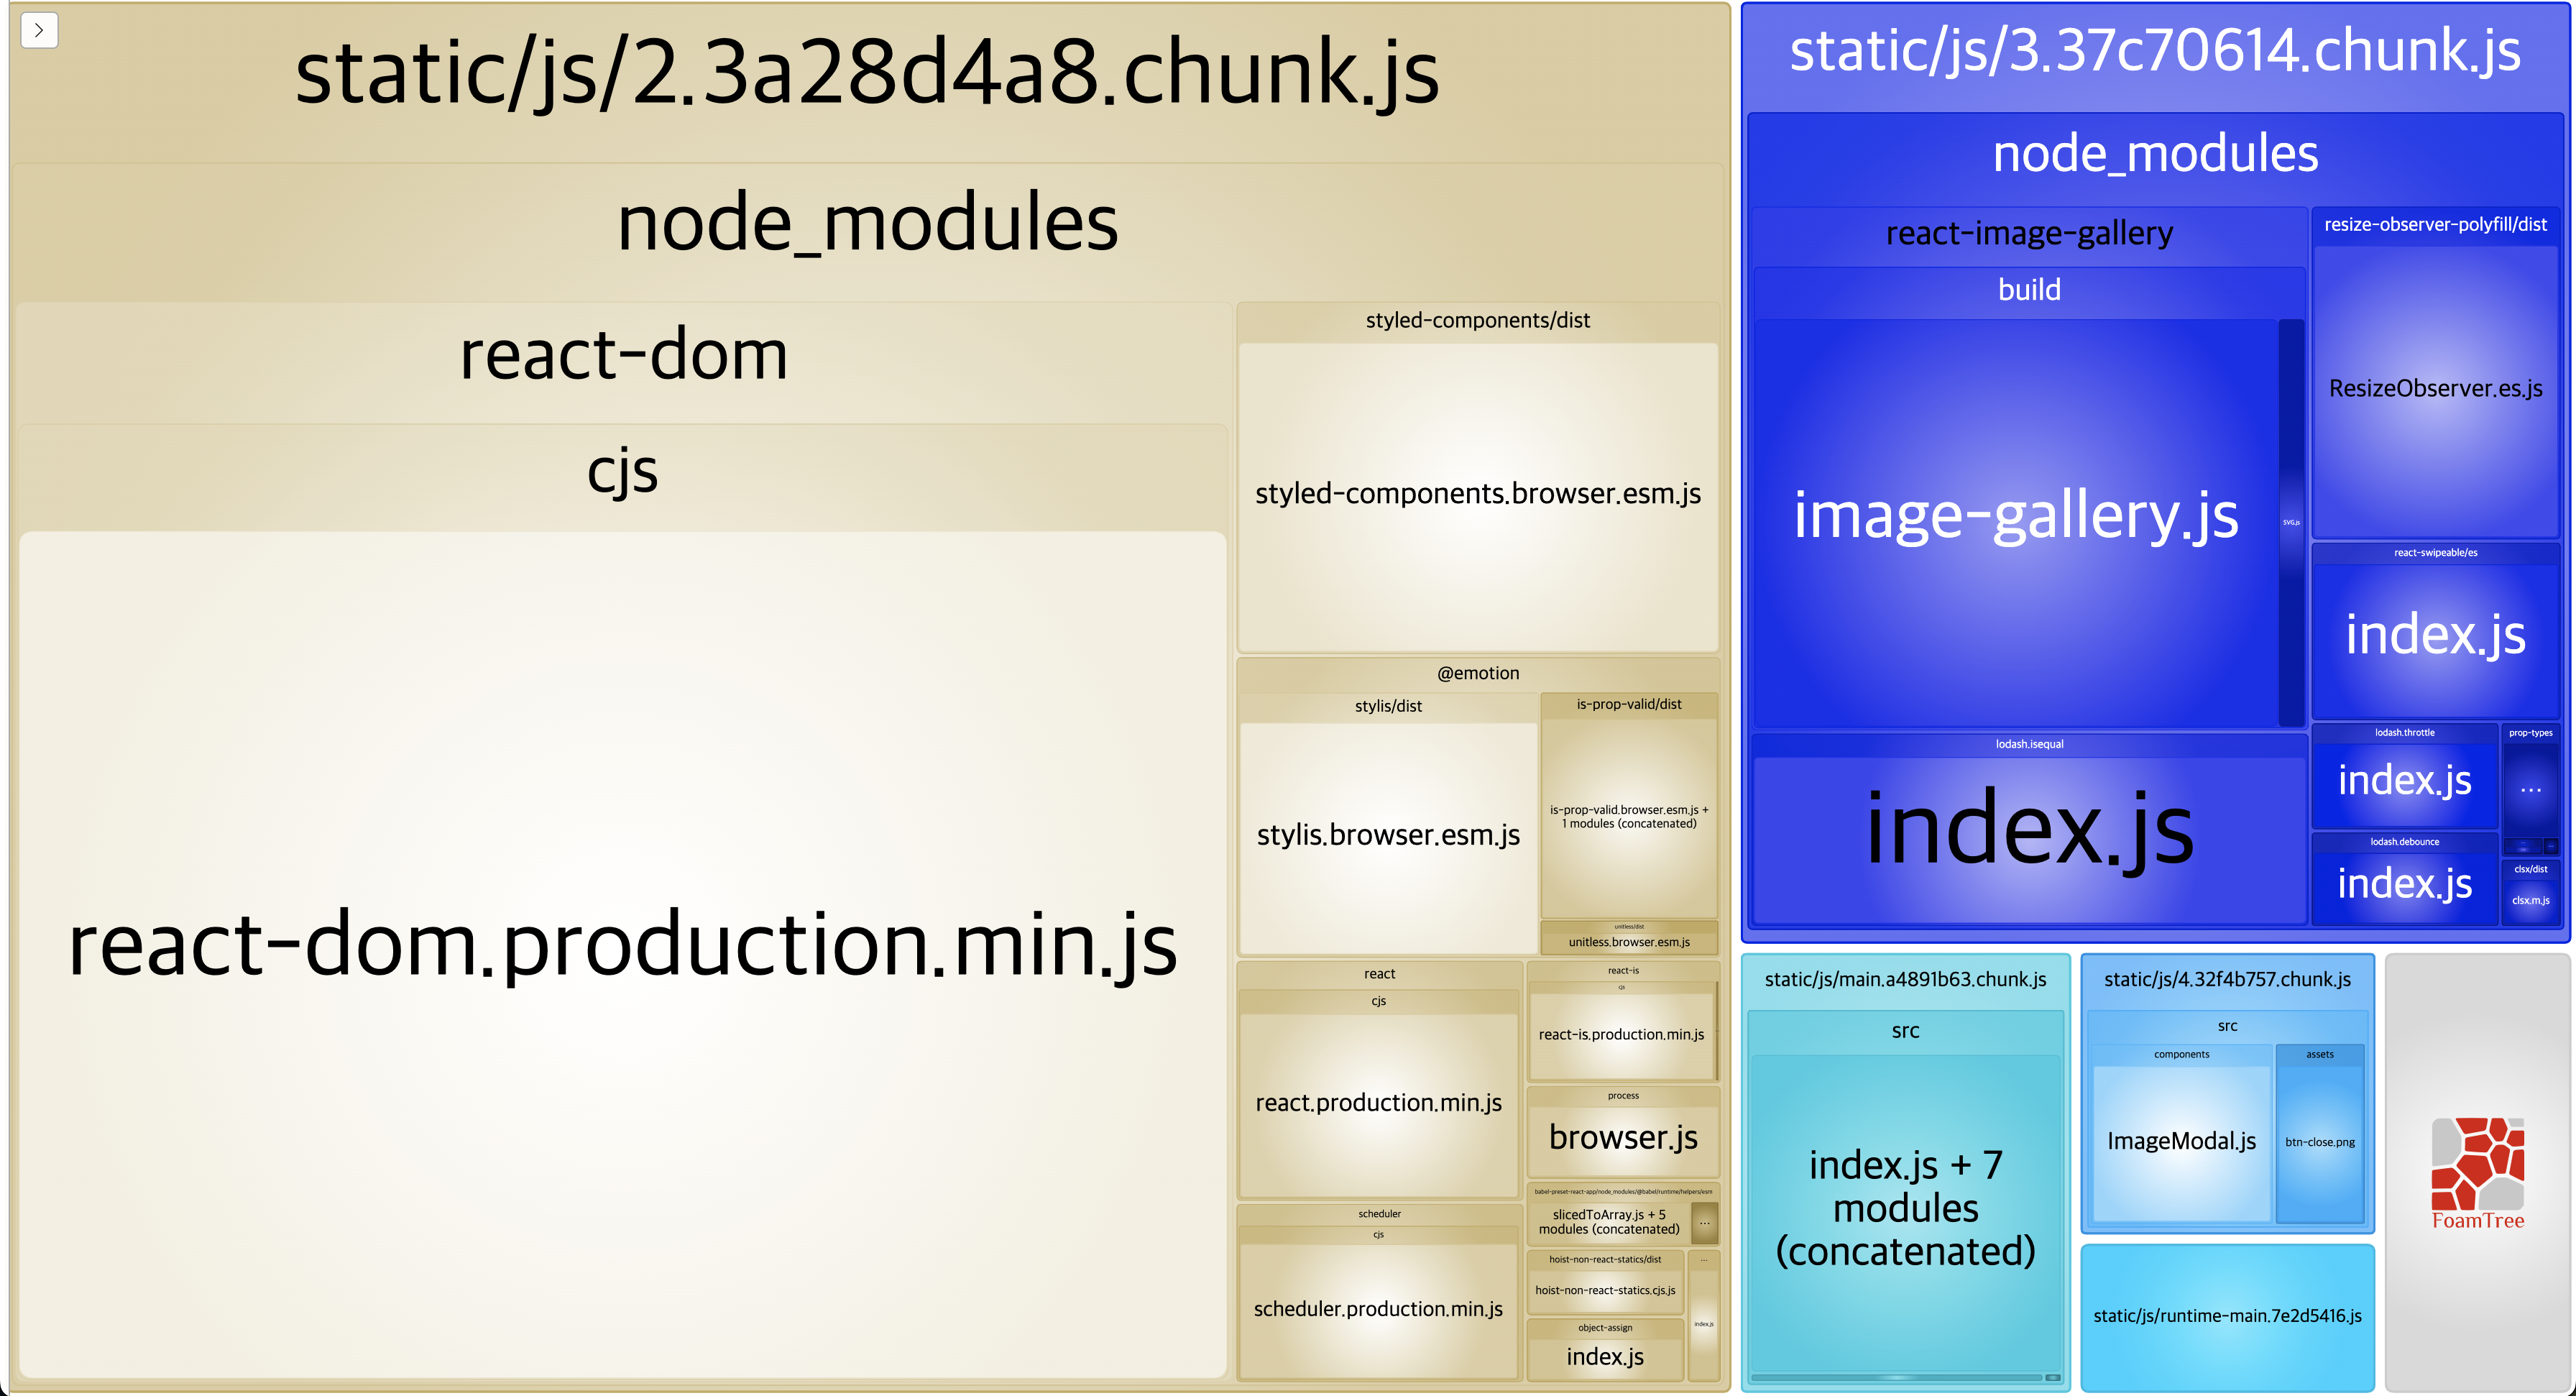 static/js/2.3a28d4a8.chunk.js
node_modules
react-dom
cjs
react-dom.production.min.js
styled-components/dist
styled-components.browser.esm.js
@emotion
stylis/dist
stylis.browser.esm.js
is-prop-valid/dist
is-prop-valid.browser.esm.js +
1 modules (concatenated)
unitless/dist
unitless.browser.esm.js
react
cjs
react.production.min.js
scheduler
cjs
scheduler.production.min.js
react-is
cjs
react-is.production.min.js
process
browser.js
babel-preset-react-app/node_modules/@babel/runtime/helpers/esm
slicedToArray.js + 5
modules (concatenated)
...
hoist-non-react-statics/dist
hoist-non-react-statics.cjs.js
object-assign
index.js
...
index.js
static/js/3.37c70614.chunk.js
node_modules
react-image-gallery
build
image-gallery.js
SVG.js
lodash.isequal
index.js
resize-observer-polyfill/dist
ResizeObserver.es.js
react-swipeable/es
index.js
lodash.throttle
index.js
lodash.debounce
index.js
prop-types
...
clsx/dist
clsx.m.js
static/js/main.a4891b63.chunk.js
src
index.js + 7
modules
(concatenated)
static/js/4.32f4b757.chunk.js
src
components
ImageModal.js
assets
btn-close.png
static/js/runtime-main.7e2d5416.js
FoamTree